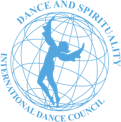 DANCE AND SPIRITUALITY
INTERNATIONAL DANCE COUNCIL